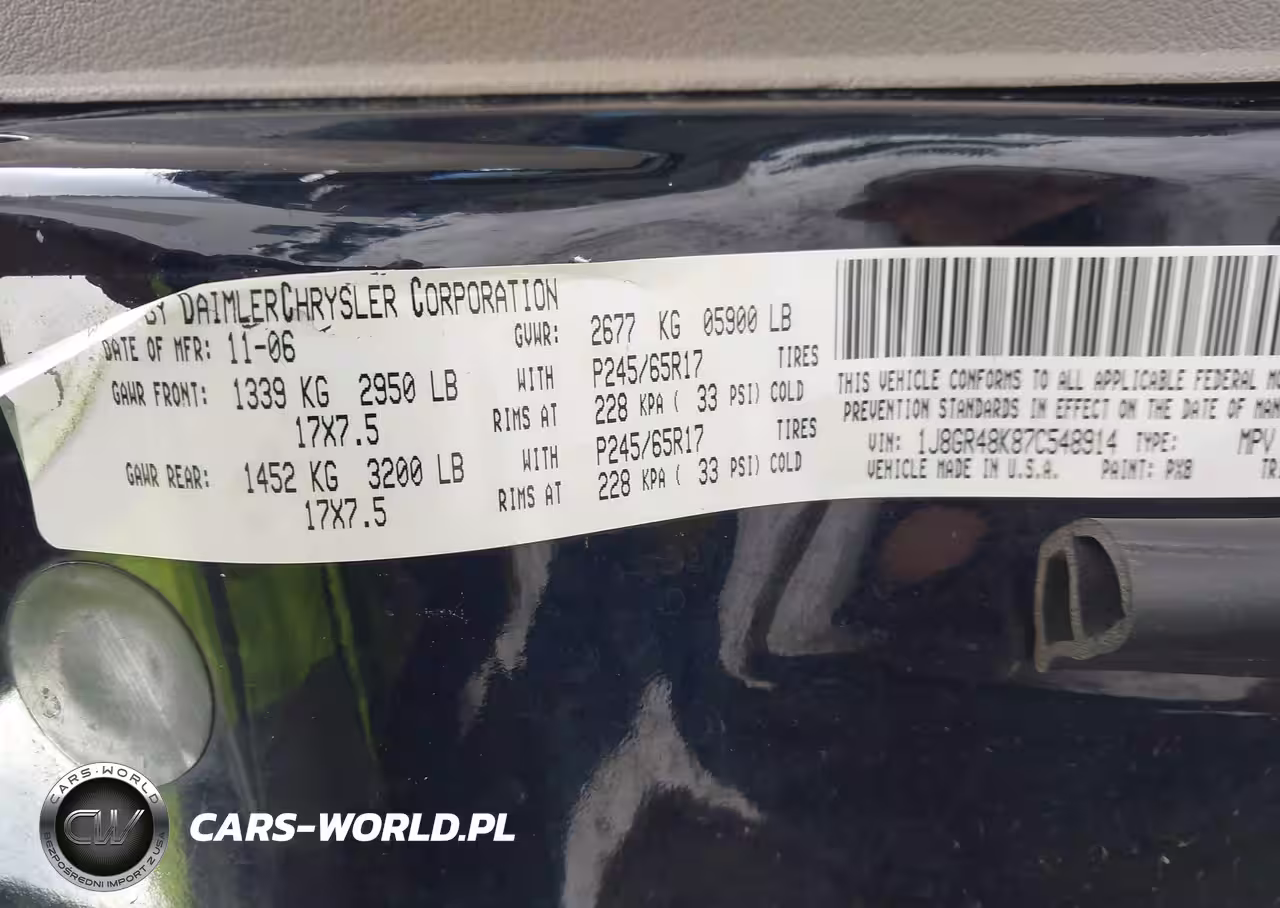 BY DAIMLERCHRYSLER CORPORATION
DATE OF MFR: 11-06
GVWR: 2677 KG 05900 LB
GAWR FRONT: 1339 KG 2950 LB
WITH P245/65R17 TIRES
17X7.5
RIMS AT 228 KPA ( 33 PSI) COLD
GAWR REAR: 1452 KG 3200 LB
WITH P245/65R17 TIRES
17X7.5
RIMS AT 228 KPA ( 33 PSI) COLD
THIS VEHICLE CONFORMS TO ALL APPLICABLE FEDERAL
PREVENTION STANDARDS IN EFFECT ON THE DATE OF
VIN: 1J8GR48K87C548914 TYPE: MPV
VEHICLE MADE IN U.S.A. PAINT: PXB
CARS-WORLD
CW
BEZPOŚREDNI IMPORT Z USA
CARS-WORLD.PL